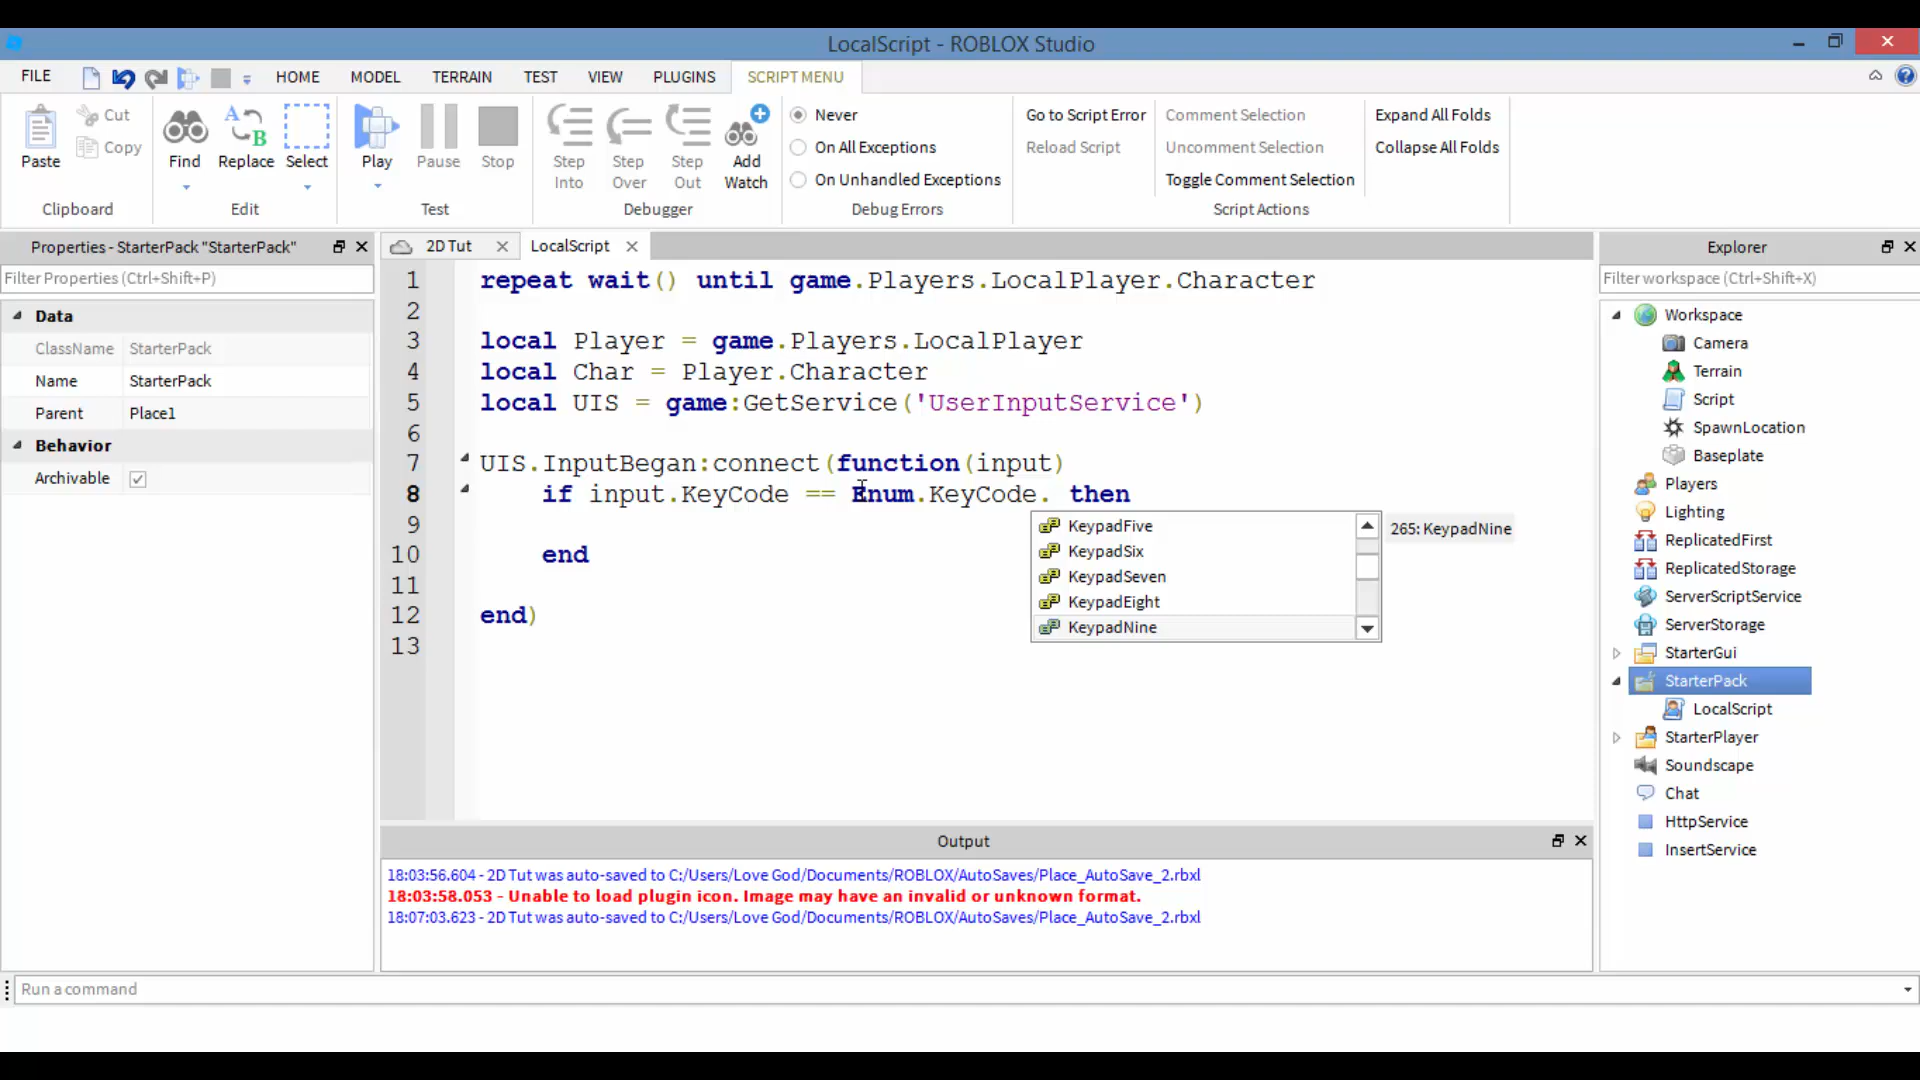 LocalScript - ROBLOX Studio
FILE HOME MODEL TERRAIN TEST VIEW PLUGINS SCRIPT MENU
Paste Cut Copy
Clipboard
Find Replace Select
Edit
Play Pause Stop
Test
Step Into Step Over Step Out Add Watch
Debugger
Never
On All Exceptions
On Unhandled Exceptions
Debug Errors
Go to Script Error
Reload Script
Comment Selection
Uncomment Selection
Toggle Comment Selection
Script Actions
Expand All Folds
Collapse All Folds
Properties - StarterPack "StarterPack"
Filter Properties (Ctrl+Shift+P)
Data
ClassName StarterPack
Name StarterPack
Parent Place1
Behavior
Archivable
2D Tut LocalScript
1 repeat wait() until game.Players.LocalPlayer.Character
2
3 local Player = game.Players.LocalPlayer
4 local Char = Player.Character
5 local UIS = game:GetService('UserInputService')
6
7 UIS.InputBegan:connect(function(input)
8 if input.KeyCode == Enum.KeyCode. then
9
10 end
11
12 end)
13
KeypadFive
KeypadSix
KeypadSeven
KeypadEight
KeypadNine
265: KeypadNine
Output
18:03:56.604 - 2D Tut was auto-saved to C:/Users/Love God/Documents/ROBLOX/AutoSaves/Place_AutoSave_2.rbxl
18:03:58.053 - Unable to load plugin icon. Image may have an invalid or unknown format.
18:07:03.623 - 2D Tut was auto-saved to C:/Users/Love God/Documents/ROBLOX/AutoSaves/Place_AutoSave_2.rbxl
Explorer
Filter workspace (Ctrl+Shift+X)
Workspace
Camera
Terrain
Script
SpawnLocation
Baseplate
Players
Lighting
ReplicatedFirst
ReplicatedStorage
ServerScriptService
ServerStorage
StarterGui
StarterPack
LocalScript
StarterPlayer
Soundscape
Chat
HttpService
InsertService
Run a command